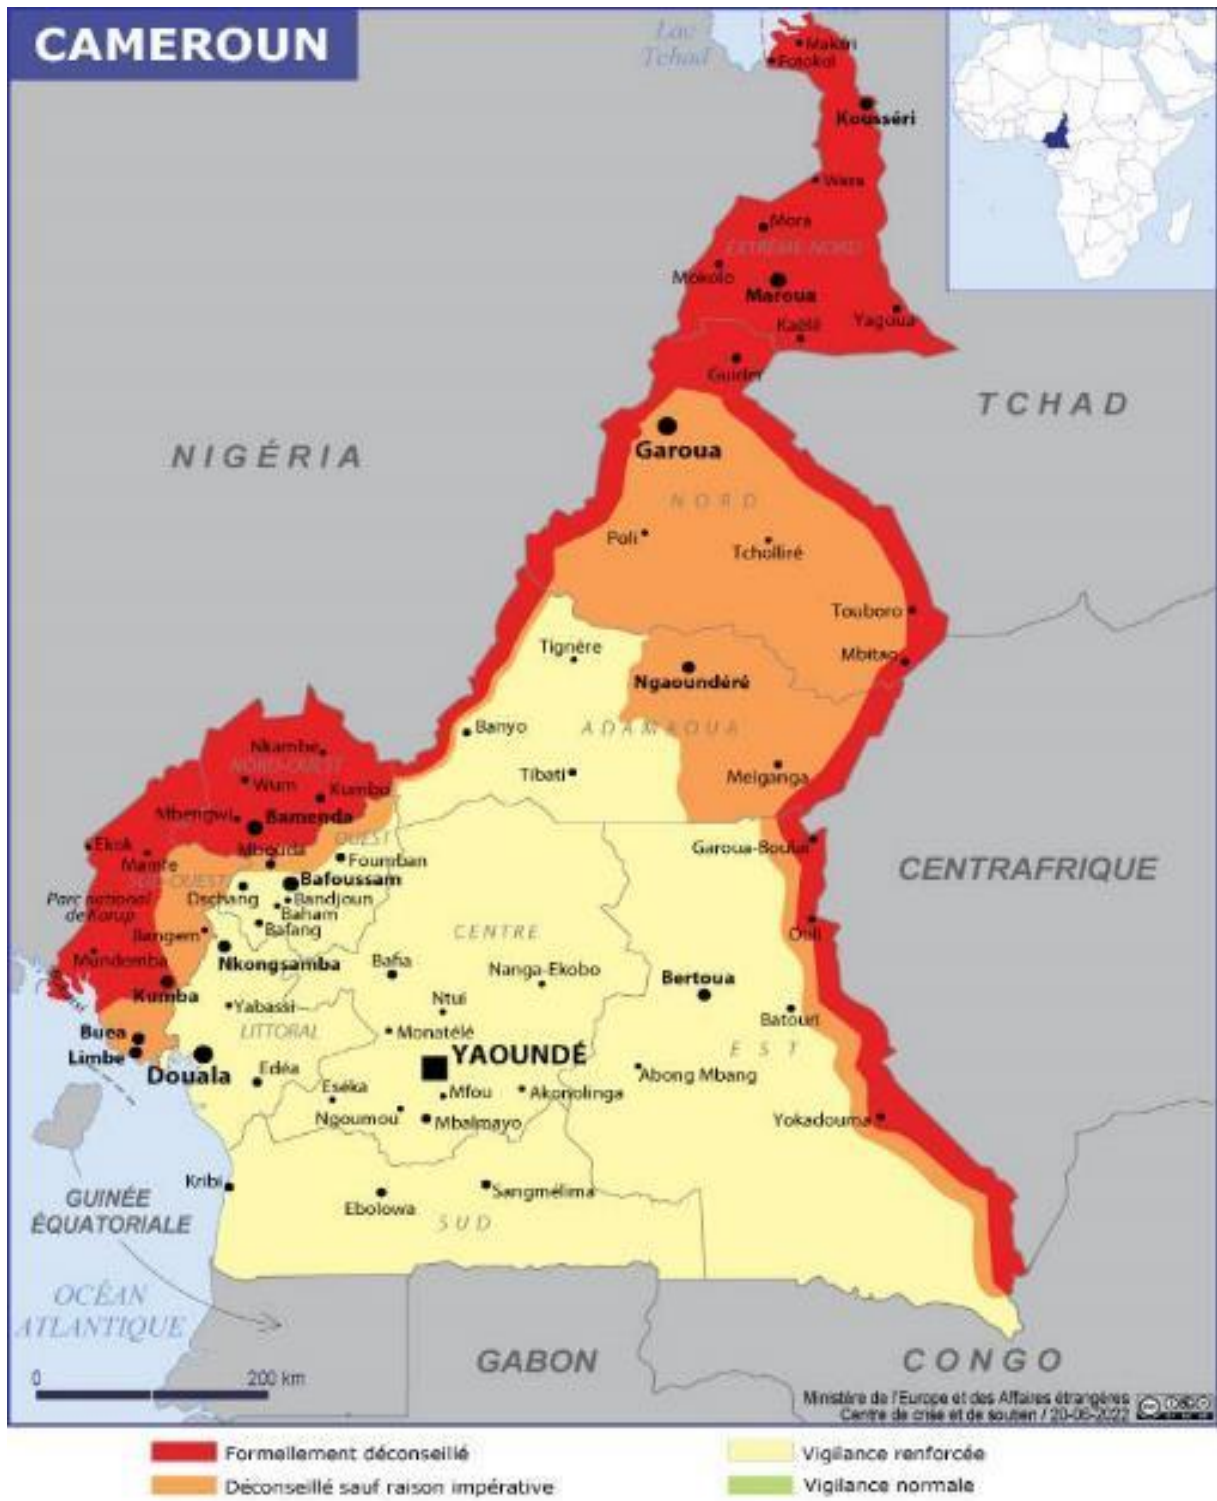 CAMEROUN
Lac
Tchad
Makari
Fotokol
Kousséri
Waza
Mora
EXTRÊME-NORD
Mokolo
Maroua
Kaélé
Yagoua
Guider
TCHAD
NIGÉRIA
Garoua
NORD
Poli
Tcholliré
Touboro
Tignère
Mbitao
Ngaoundéré
Banyo
ADAMAOUA
Tibati
Meiganga
Nkambe
NORD-OUEST
Wum
Kumbo
Mbengwi
Bamenda
Ekok
Mamfe
Mbouda
OUEST
Foumban
Garoua-Boulaï
CENTRAFRIQUE
SUD-OUEST
Bafoussam
Dschang
Bandjoun
Baham
Bafang
Parc national
de Korup
Bangem
Mundemba
Nkongsamba
CENTRE
Bafia
Nanga-Ekobo
Bertoua
Kumba
Yabassi
Ntui
Batouri
LITTORAL
Monatélé
EST
Buea
Limbe
Douala
YAOUNDÉ
Edéa
Eséka
Mfou
Akonolinga
Abong Mbang
Ngoumou
Mbalmayo
Yokadouma
Kribi
Sangmélima
Ebolowa
SUD
GUINÉE
ÉQUATORIALE
OCÉAN
ATLANTIQUE
GABON
CONGO
0 200 km
Ministère de l'Europe et des Affaires étrangères
Centre de crise et de soutien / 20-06-2022
Formellement déconseillé
Déconseillé sauf raison impérative
Vigilance renforcée
Vigilance normale